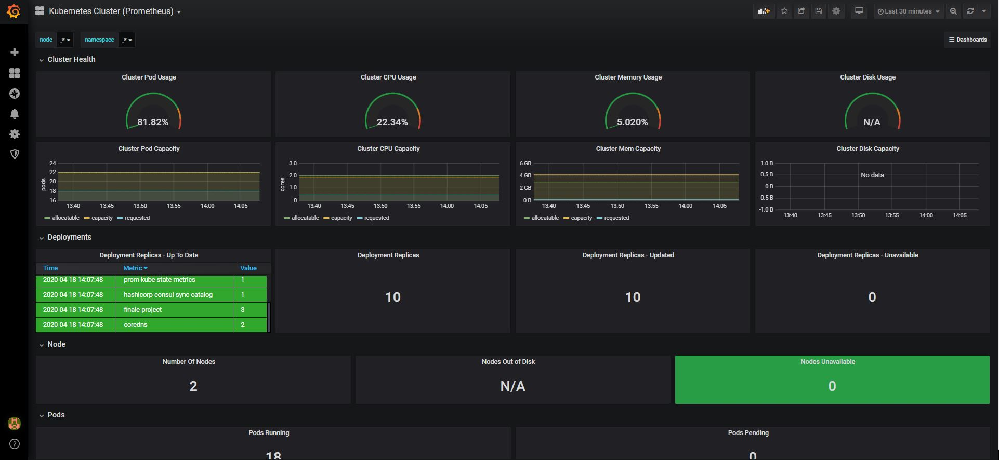 Kubernetes Cluster (Prometheus)
Last 30 minutes
node .* namespace .* Dashboards
Cluster Health
Cluster Pod Usage
81.82%
Cluster CPU Usage
22.34%
Cluster Memory Usage
5.020%
Cluster Disk Usage
N/A
Cluster Pod Capacity
pods
24
22
20
18
16
13:40 13:45 13:50 13:55 14:00 14:05
allocatable capacity requested
Cluster CPU Capacity
cores
3.0
2.0
1.0
0
13:40 13:45 13:50 13:55 14:00 14:05
allocatable capacity requested
Cluster Mem Capacity
6 GB
4 GB
2 GB
0 B
13:40 13:45 13:50 13:55 14:00 14:05
allocatable capacity requested
Cluster Disk Capacity
1.0 B
0.5 B
0 B
-0.5 B
-1.0 B
No data
13:40 13:45 13:50 13:55 14:00 14:05
Deployments
Deployment Replicas - Up To Date
Time Metric Value
2020-04-18 14:07:48 prom-kube-state-metrics 1
2020-04-18 14:07:48 hashicorp-consul-sync-catalog 1
2020-04-18 14:07:48 finale-project 3
2020-04-18 14:07:48 coredns 2
Deployment Replicas
10
Deployment Replicas - Updated
10
Deployment Replicas - Unavailable
0
Node
Number Of Nodes
2
Nodes Out of Disk
N/A
Nodes Unavailable
0
Pods
Pods Running
18
Pods Pending
0